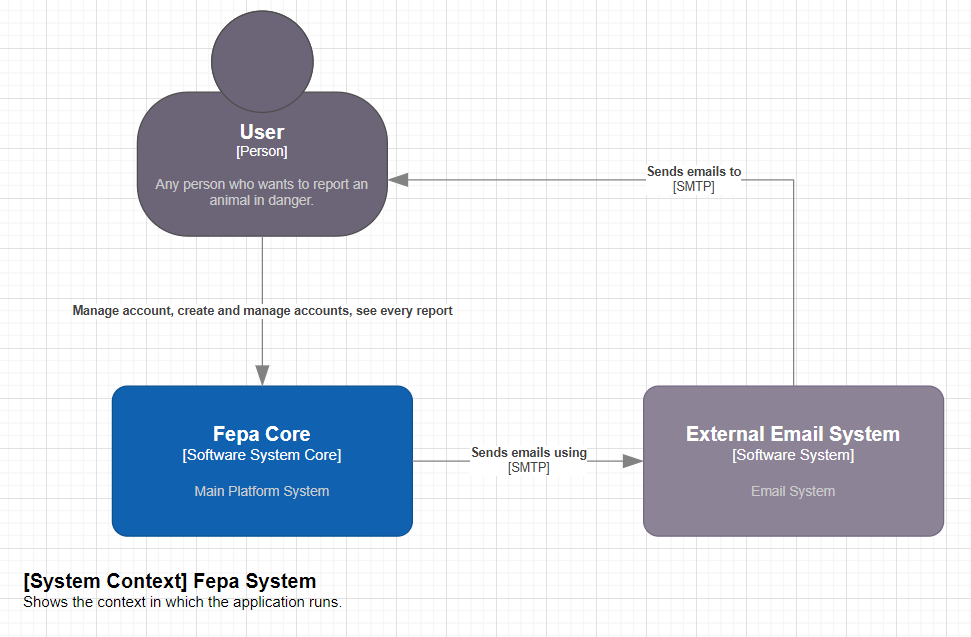 User
[Person]
Any person who wants to report an
animal in danger.
Sends emails to
[SMTP]
Manage account, create and manage accounts, see every report
Fepa Core
[Software System Core]
Main Platform System
Sends emails using
[SMTP]
External Email System
[Software System]
Email System
[System Context] Fepa System
Shows the context in which the application runs.